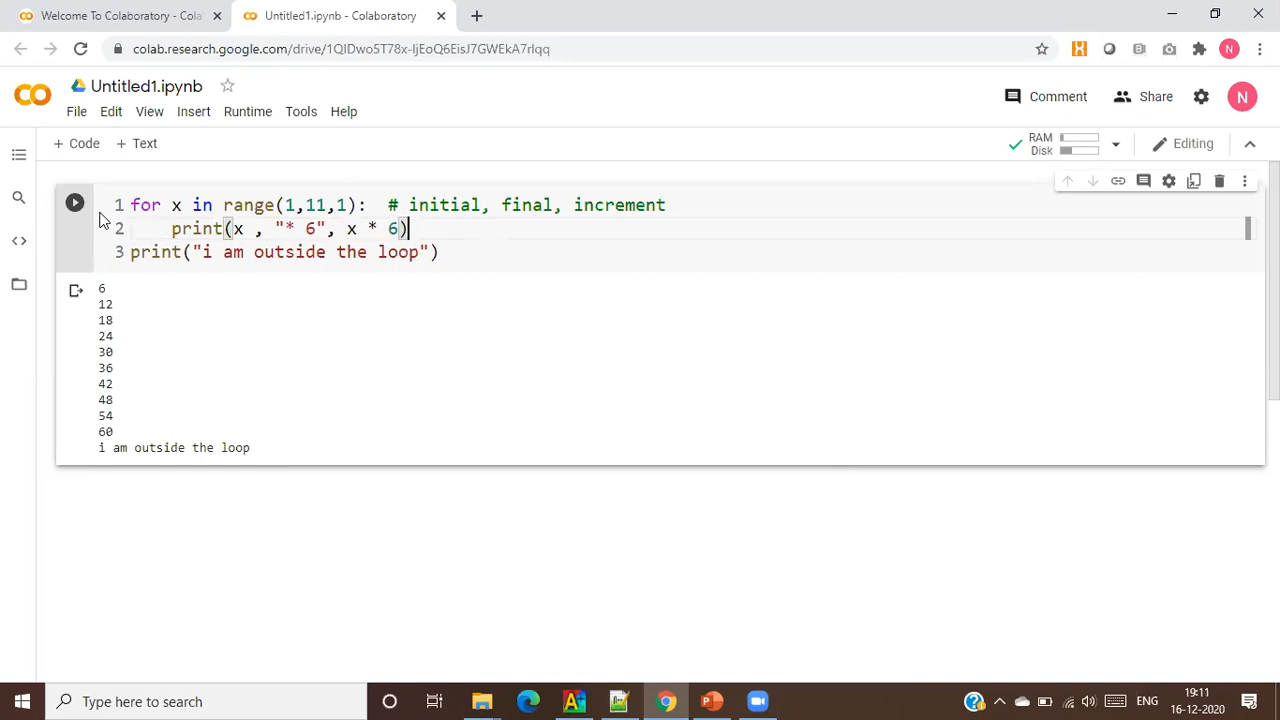 Welcome To Colaboratory - Cola
Untitled1.ipynb - Colaboratory
colab.research.google.com/drive/1QIDwo5T78x-ljEoQ6EisJ7GWEkA7rIqq
N
Untitled1.ipynb
File Edit View Insert Runtime Tools Help
Comment Share N
+ Code + Text
RAM
Disk
Editing
1 for x in range(1,11,1):  # initial, final, increment
2     print(x , "* 6", x * 6)
3 print("i am outside the loop")
6
12
18
24
30
36
42
48
54
60
i am outside the loop
Type here to search
ENG
19:11
16-12-2020